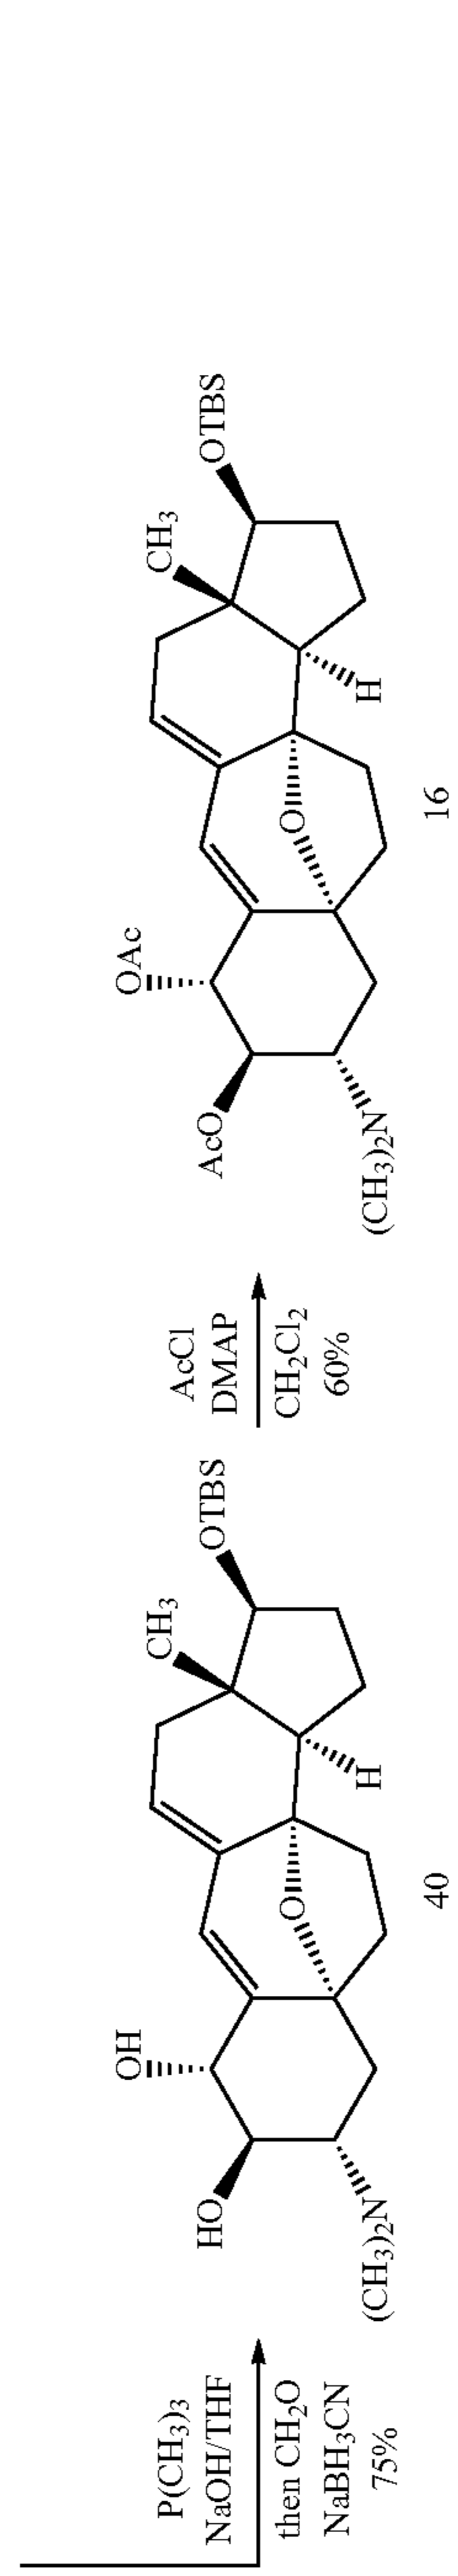 P(CH3)3
NaOH/THF
then CH2O
NaBH3CN
75%
HO
OH
(CH3)2N
O
H
CH3
OTBS
40
AcCl
DMAP
CH2Cl2
60%
AcO
OAc
(CH3)2N
O
H
CH3
OTBS
16